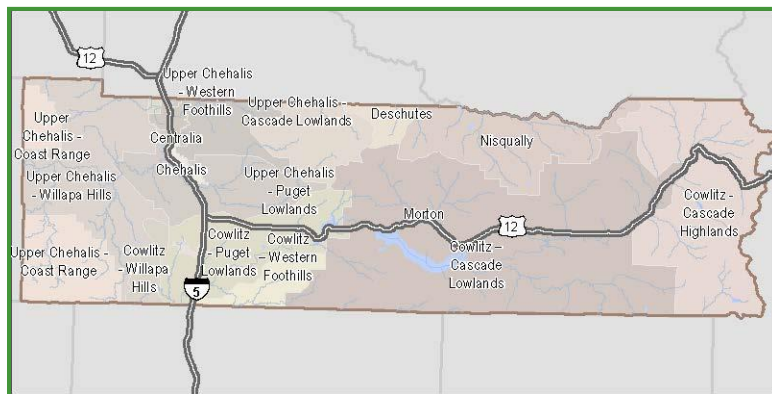 12
Upper Chehalis
- Western
Foothills
Upper Chehalis -
Cascade Lowlands
Deschutes
Upper
Chehalis -
Coast Range
Centralia
Nisqually
Chehalis
Upper Chehalis
- Willapa Hills
Upper Chehalis
- Puget
Lowlands
Cowlitz -
Cascade
Highlands
Morton
12
Upper Chehalis -
Coast Range
Cowlitz
- Willapa
Hills
Cowlitz
- Puget
Lowlands
Cowlitz
- Western
Foothills
Cowlitz –
Cascade
Lowlands
5